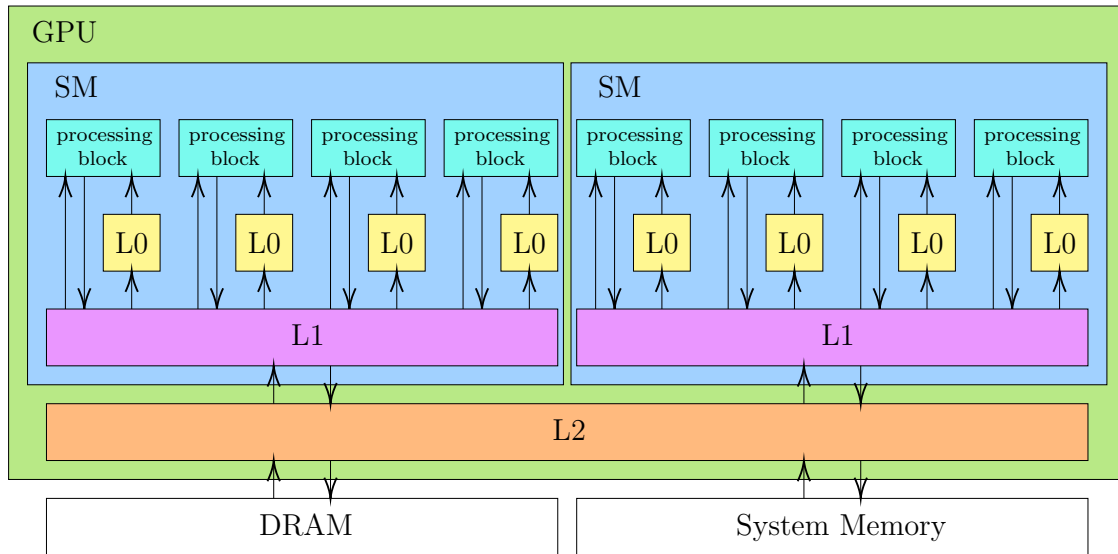 GPU
SM
SM
processing
block
processing
block
processing
block
processing
block
processing
block
processing
block
processing
block
processing
block
L0
L0
L0
L0
L0
L0
L0
L0
L1
L1
L2
DRAM
System Memory